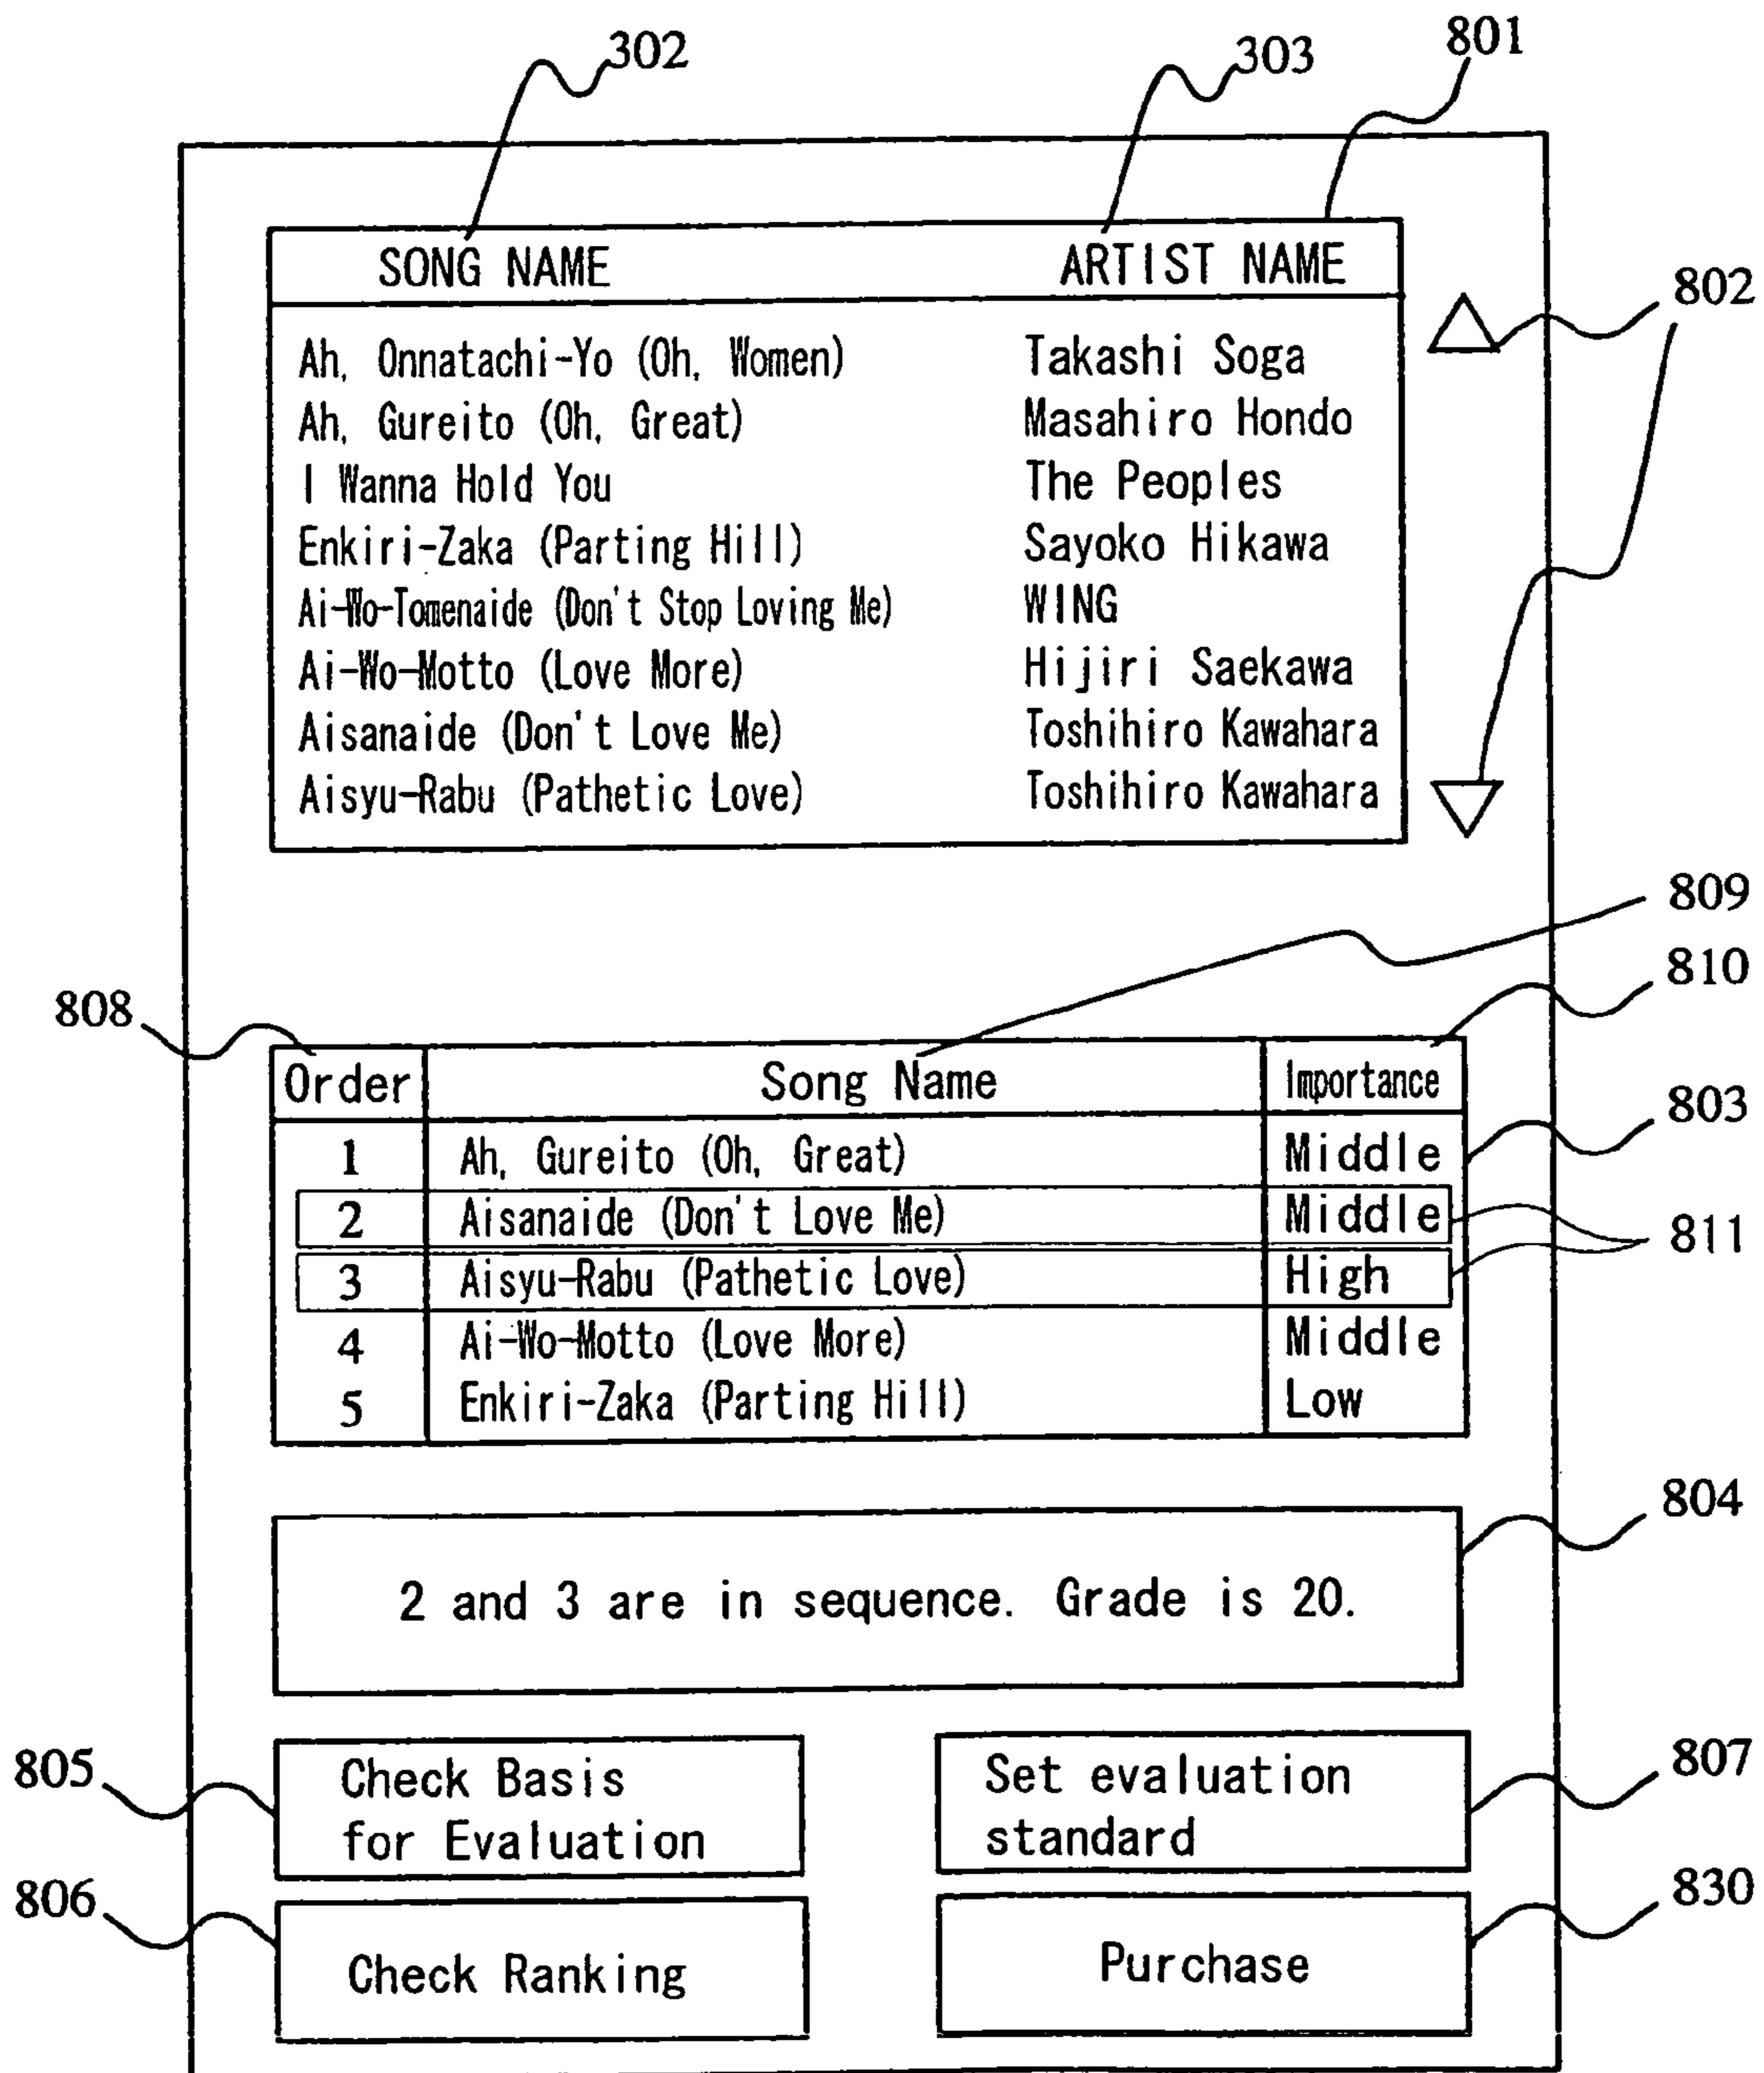 302 303 801
SONG NAME ARTIST NAME
802
Ah, Onnatachi-Yo (Oh, Women) Takashi Soga
Ah, Gureito (Oh, Great) Masahiro Hondo
I Wanna Hold You The Peoples
Enkiri-Zaka (Parting Hill) Sayoko Hikawa
Ai-Wo-Tomenaide (Don't Stop Loving Me) WING
Ai-Wo-Motto (Love More) Hijiri Saekawa
Aisanaide (Don't Love Me) Toshihiro Kawahara
Aisyu-Rabu (Pathetic Love) Toshihiro Kawahara
809
810
808
Order Song Name Importance
803
1 Ah, Gureito (Oh, Great) Middle
2 Aisanaide (Don't Love Me) Middle
811
3 Aisyu-Rabu (Pathetic Love) High
4 Ai-Wo-Motto (Love More) Middle
5 Enkiri-Zaka (Parting Hill) Low
804
2 and 3 are in sequence. Grade is 20.
805 Check Basis
for Evaluation
Set evaluation
standard 807
806 Check Ranking
Purchase 830